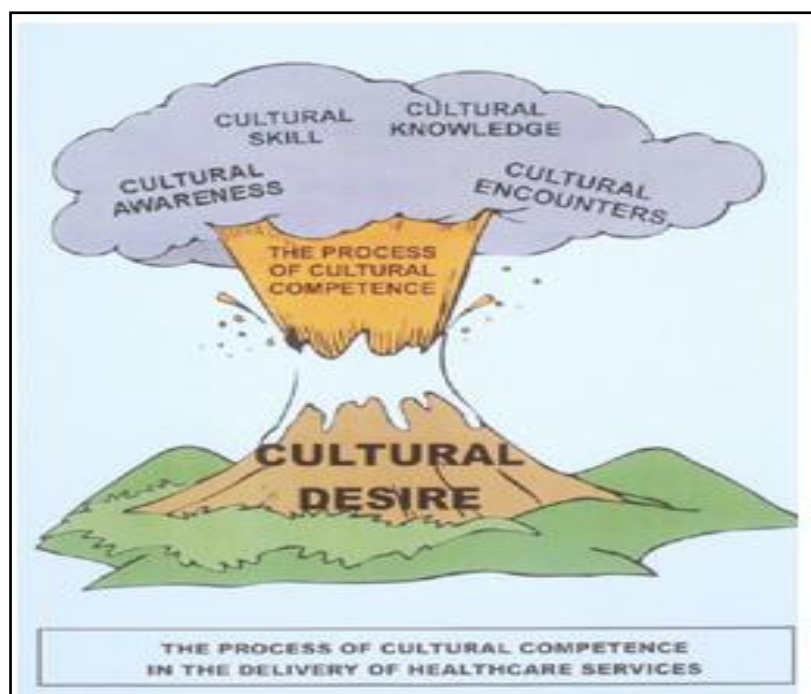 CULTURAL
SKILL
CULTURAL
KNOWLEDGE
CULTURAL
AWARENESS
CULTURAL
ENCOUNTERS
THE PROCESS
OF CULTURAL
COMPETENCE
CULTURAL
DESIRE
THE PROCESS OF CULTURAL COMPETENCE
IN THE DELIVERY OF HEALTHCARE SERVICES